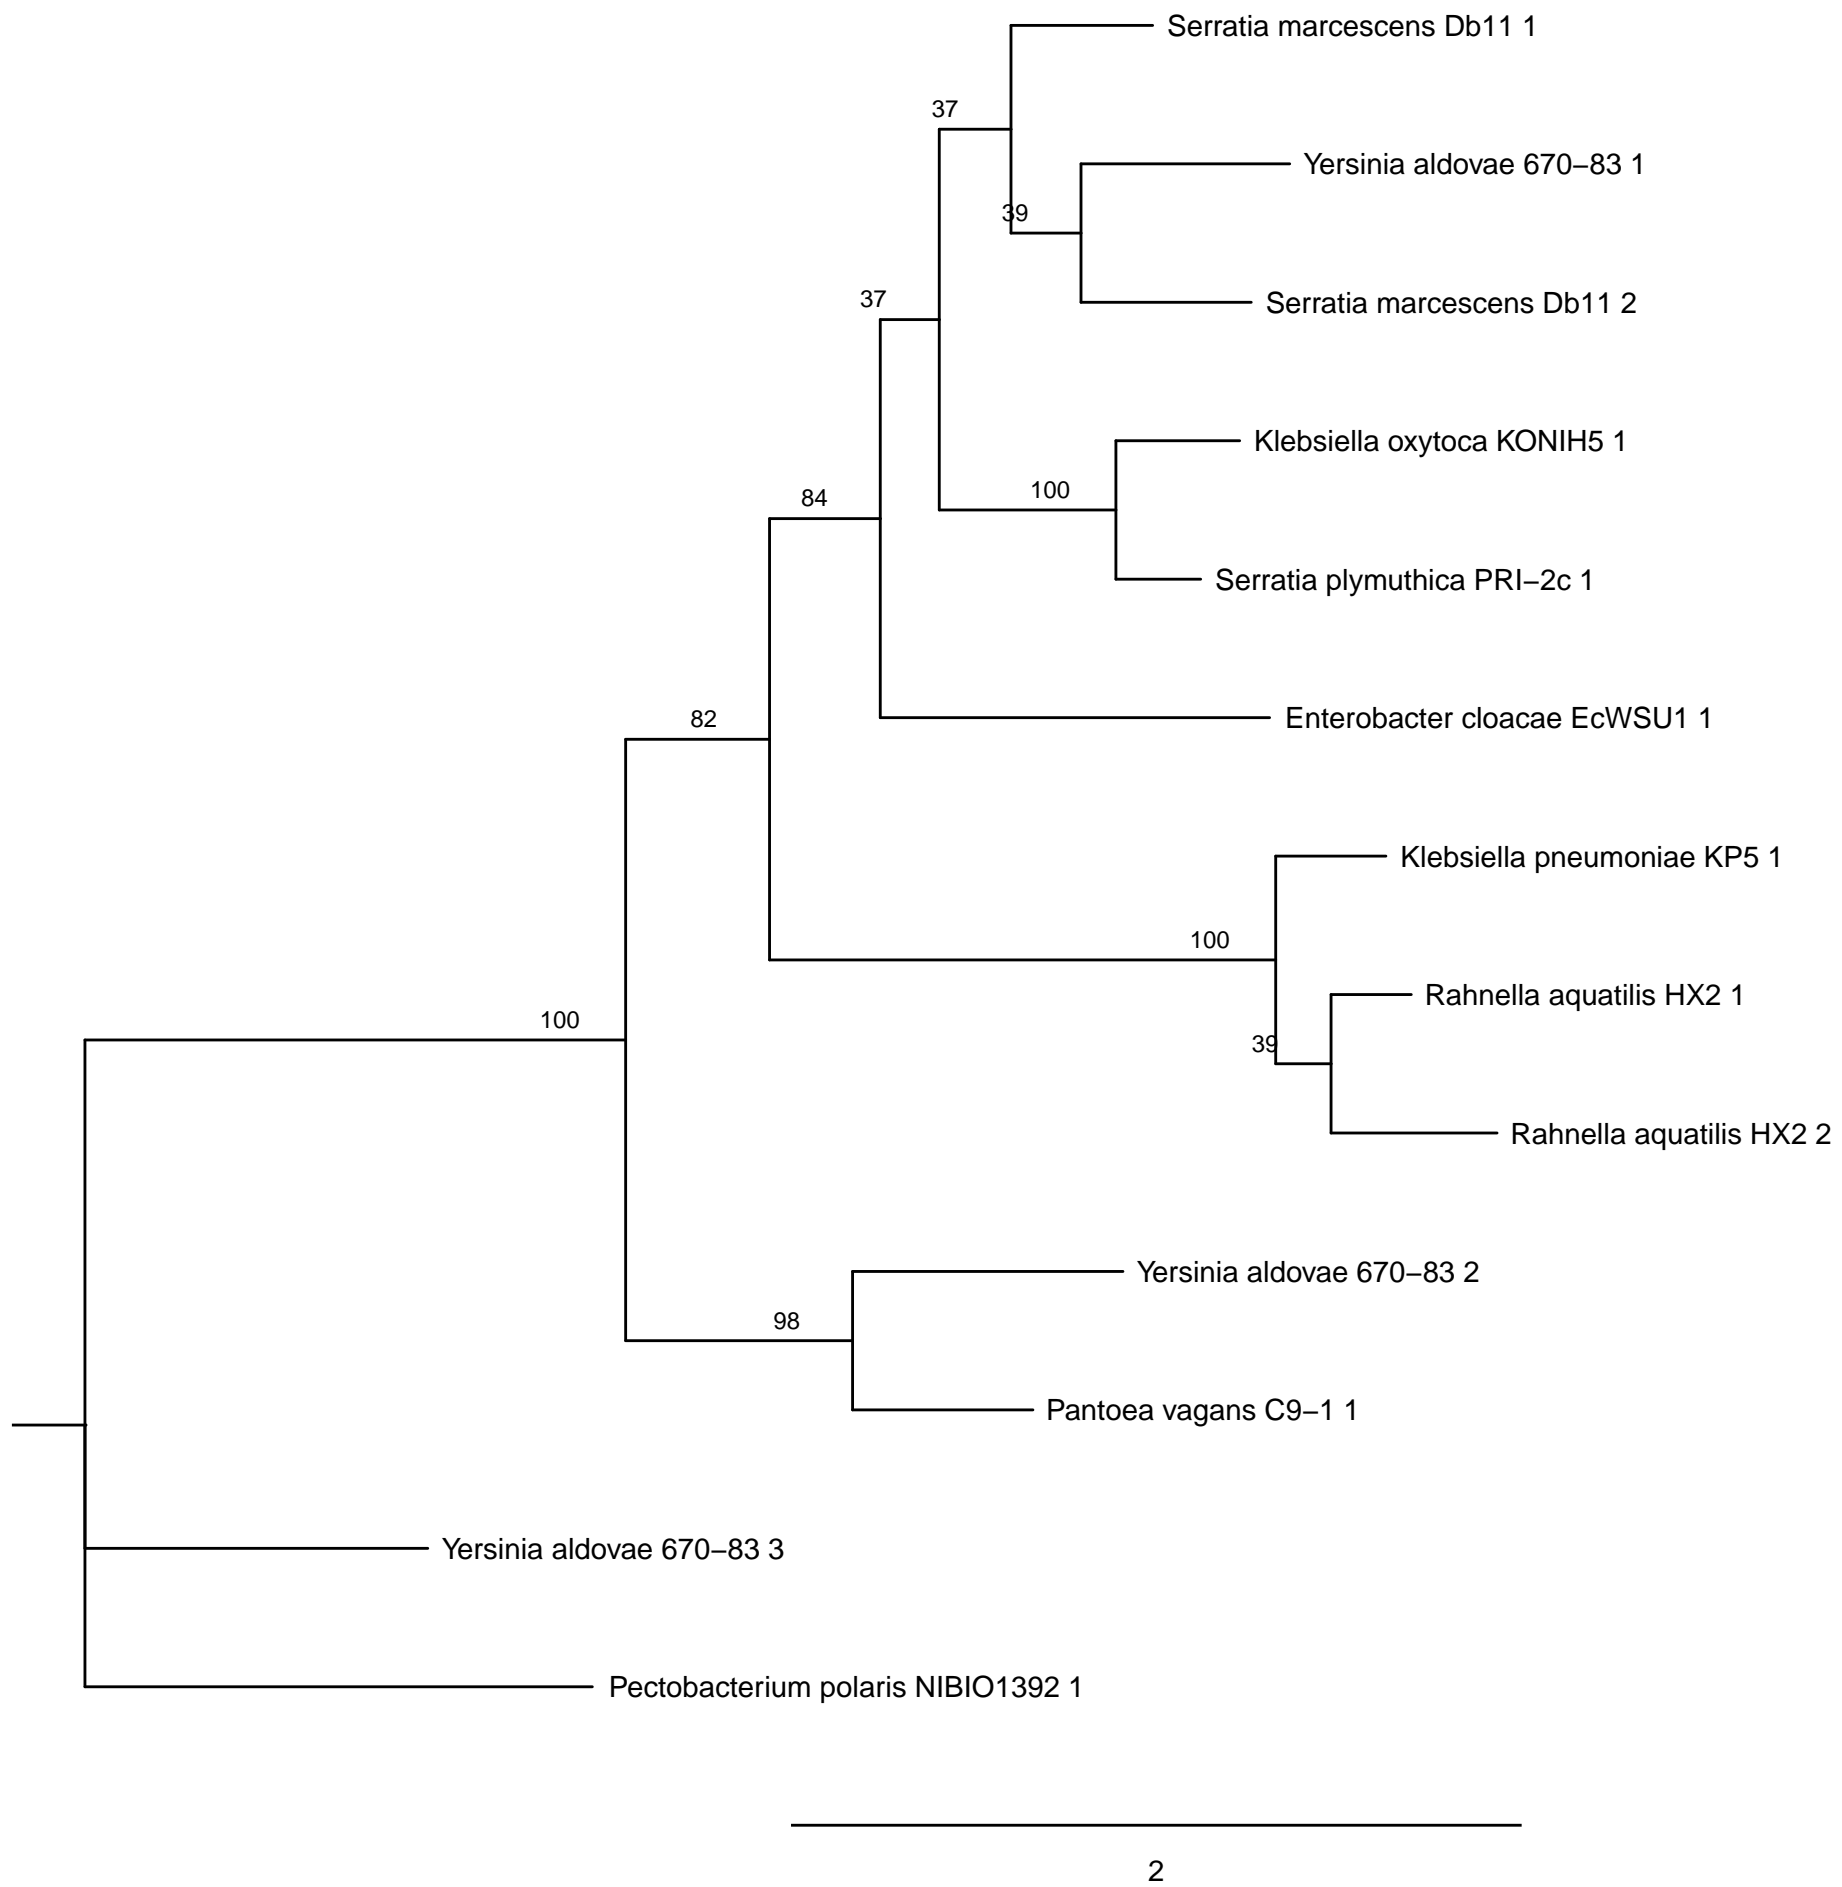 Serratia marcescens Db11 1
37
Yersinia aldovae 670−83 1
39
Serratia marcescens Db11 2
37
Klebsiella oxytoca KONIH5 1
100
84
Serratia plymuthica PRI−2c 1
82
Enterobacter cloacae EcWSU1 1
Klebsiella pneumoniae KP5 1
100
Rahnella aquatilis HX2 1
100
39
Rahnella aquatilis HX2 2
Yersinia aldovae 670−83 2
98
Pantoea vagans C9−1 1
Yersinia aldovae 670−83 3
Pectobacterium polaris NIBIO1392 1
2